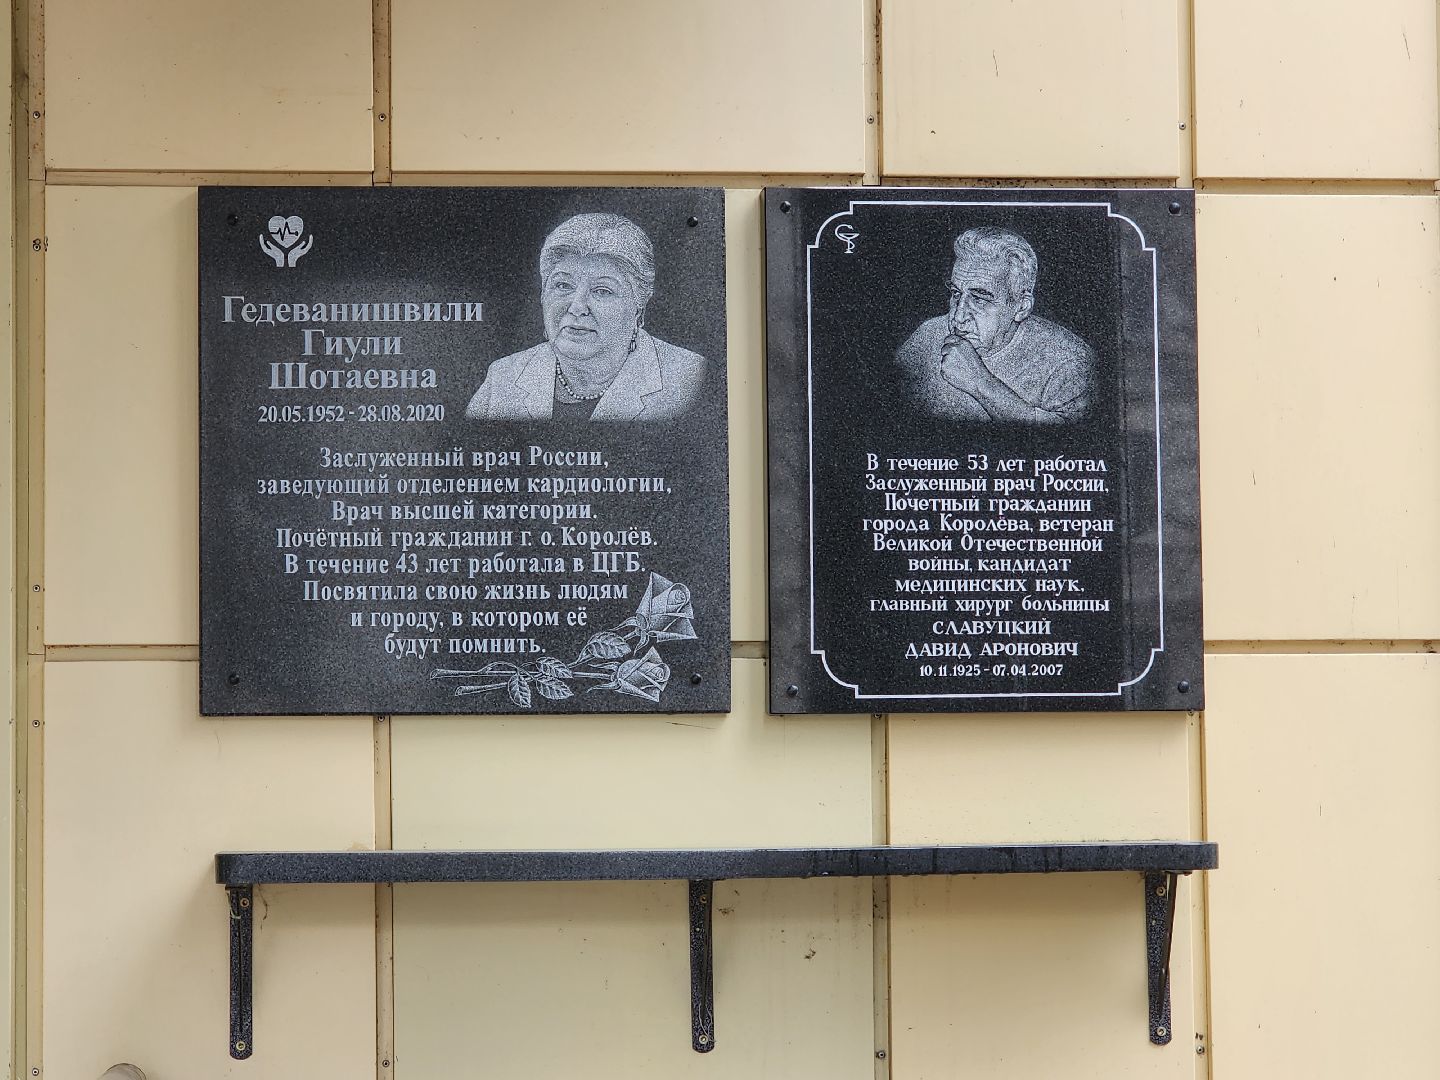 Гедеванишвили
Гиули
Шотаевна
20.05.1952 - 28.08.2020
Заслуженный врач России,
заведующий отделением кардиологии,
Врач высшей категории.
Почётный гражданин г. о. Королёв.
В течение 43 лет работала в ЦГБ.
Посвятила свою жизнь людям
и городу, в котором её
будут помнить.
В течение 53 лет работал
Заслуженный врач России,
Почетный гражданин
города Королёва, ветеран
Великой Отечественной
войны, кандидат
медицинских наук,
главный хирург больницы
СЛАВУЦКИЙ
ДАВИД АРОНОВИЧ
10.11.1925 - 07.04.2007